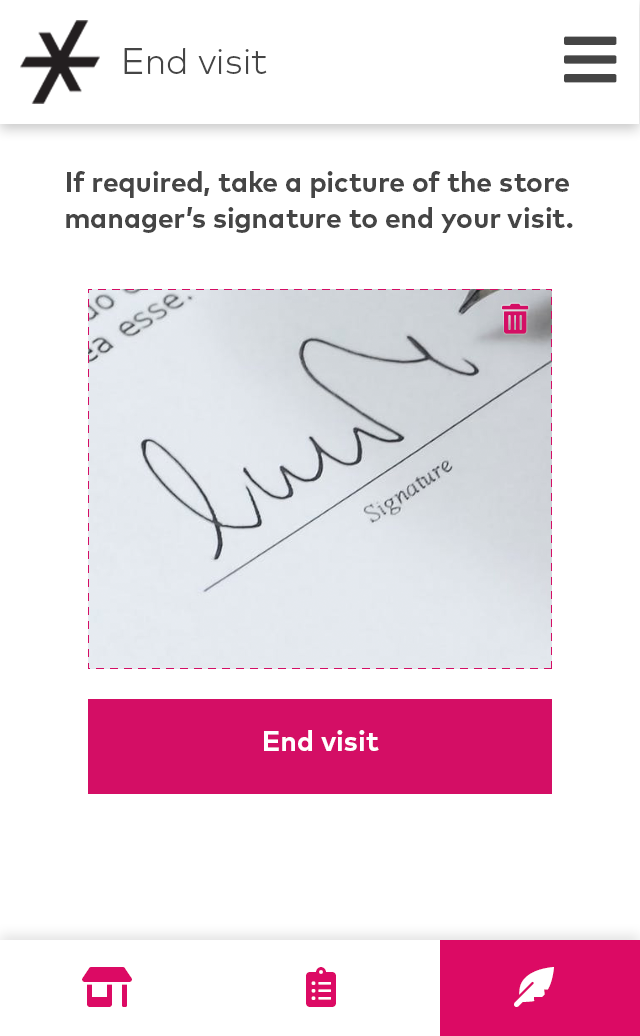 End visit
If required, take a picture of the store
manager’s signature to end your visit.
ea esse.
Signature
End visit